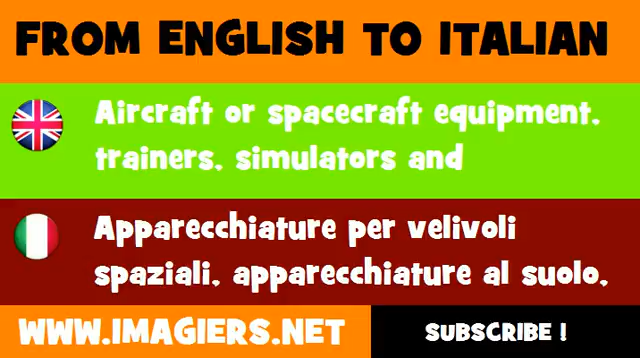 FROM ENGLISH TO ITALIAN
Aircraft or spacecraft equipment,
trainers, simulators and
Apparecchiature per velivoli
spaziali, apparecchiature al suolo,
WWW.IMAGIERS.NET
SUBSCRIBE !